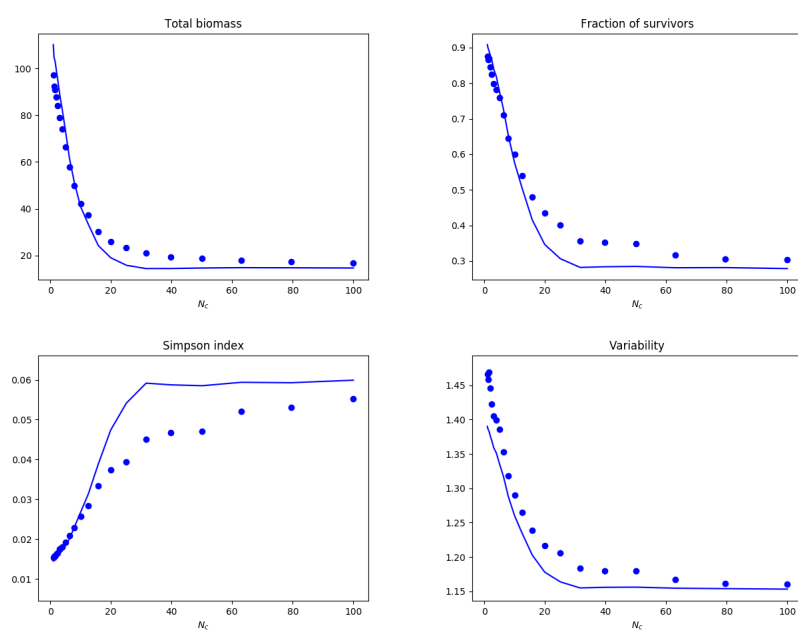 Total biomass
100
80
60
40
20
0 20 40 60 80 100
N_c
Fraction of survivors
0.9
0.8
0.7
0.6
0.5
0.4
0.3
0 20 40 60 80 100
N_c
Simpson index
0.06
0.05
0.04
0.03
0.02
0.01
0 20 40 60 80 100
N_c
Variability
1.45
1.40
1.35
1.30
1.25
1.20
1.15
0 20 40 60 80 100
N_c